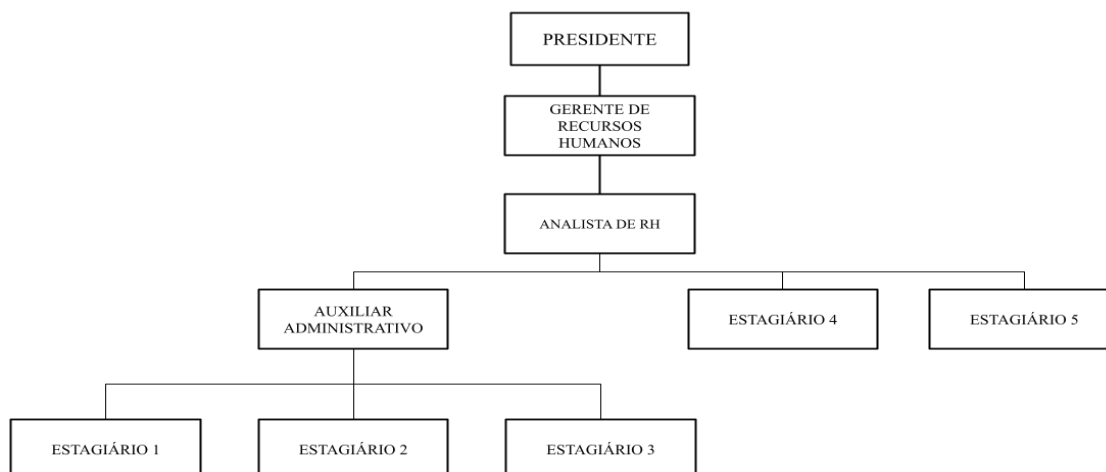 PRESIDENTE
GERENTE DE
RECURSOS
HUMANOS
ANALISTA DE RH
AUXILIAR
ADMINISTRATIVO
ESTAGIÁRIO 4
ESTAGIÁRIO 5
ESTAGIÁRIO 1
ESTAGIÁRIO 2
ESTAGIÁRIO 3